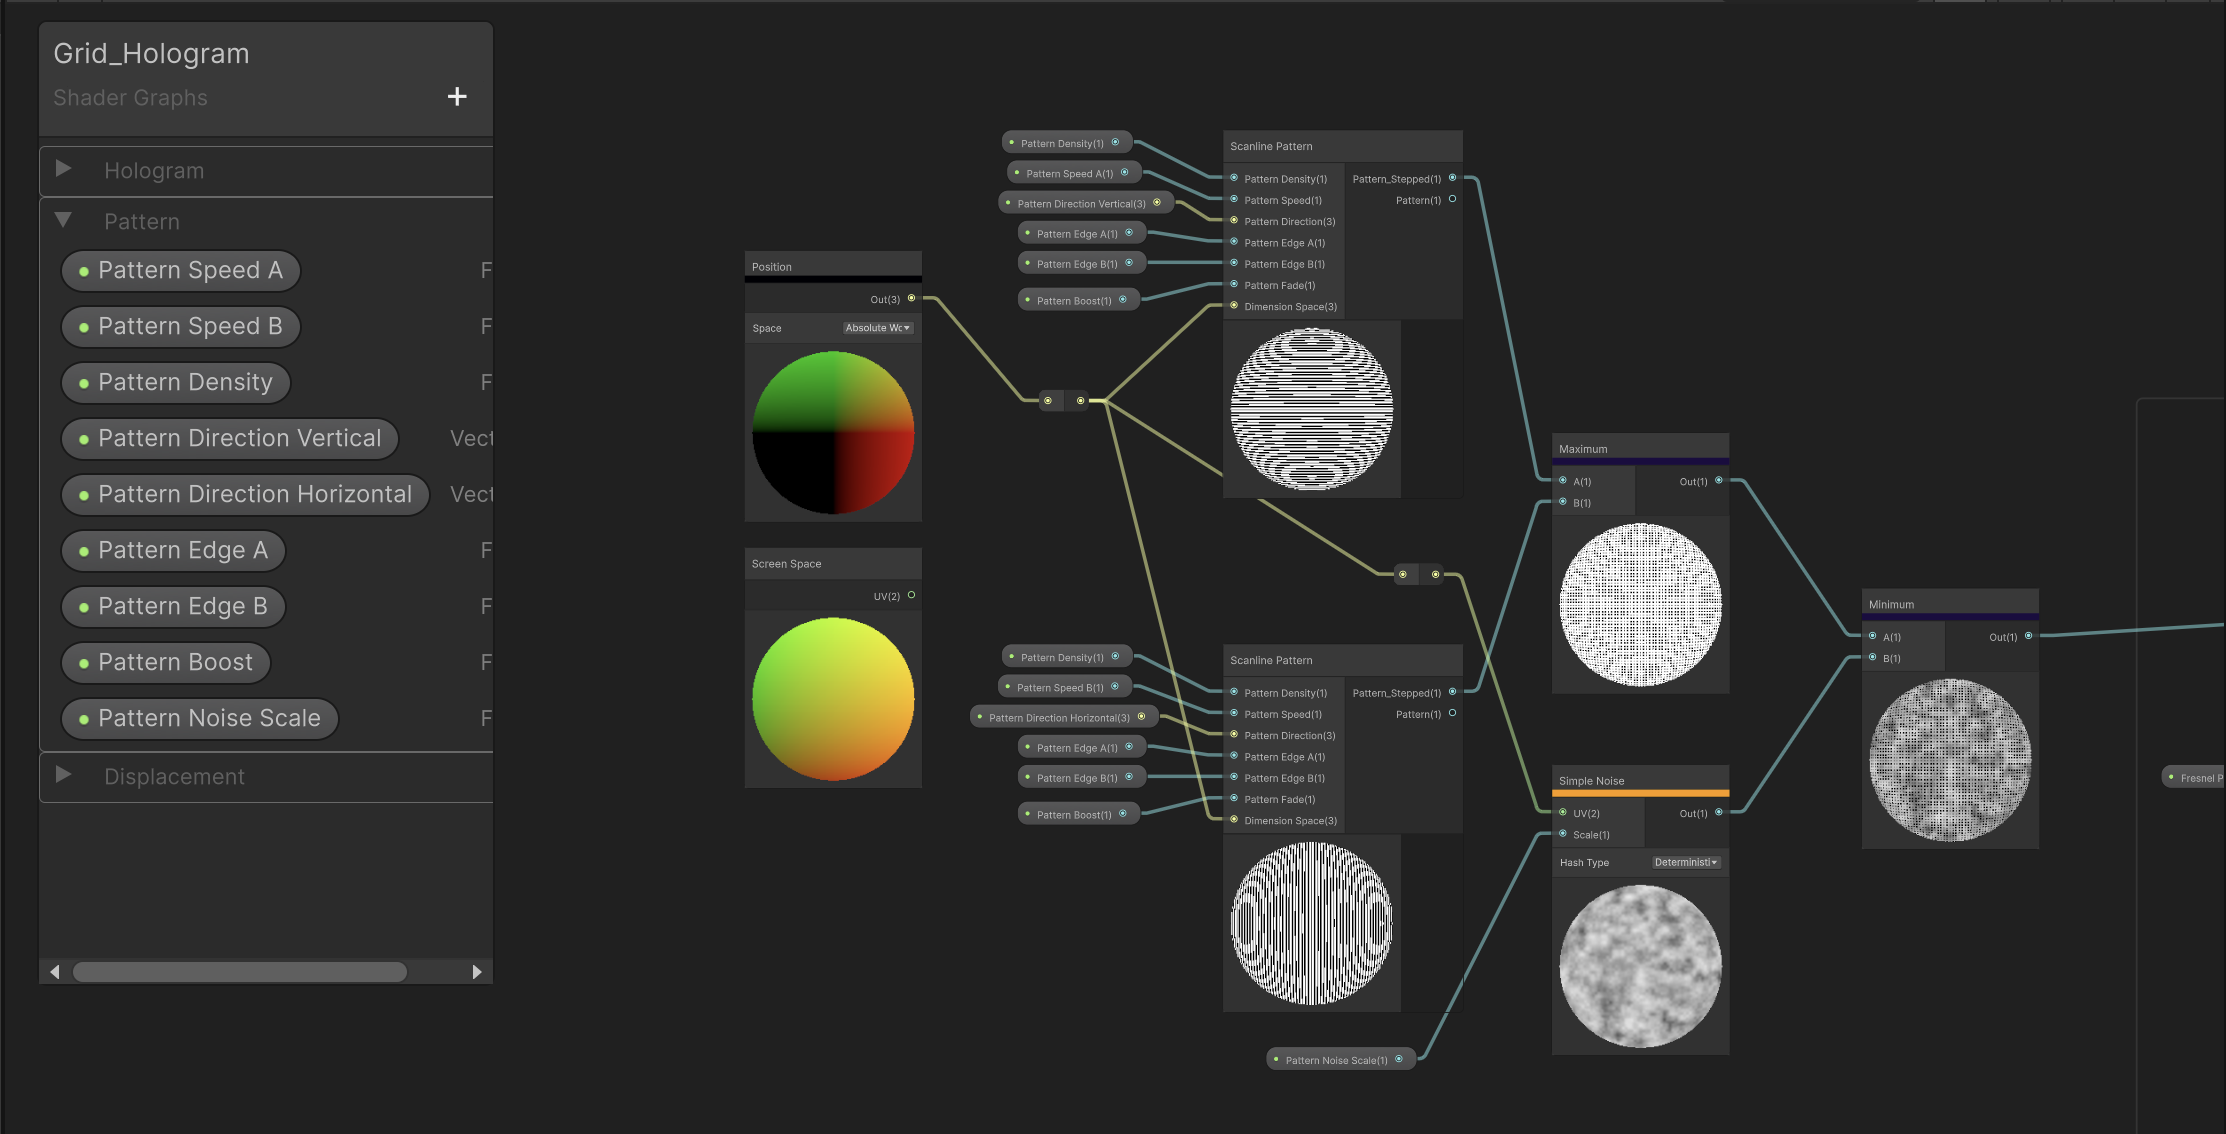 Grid_Hologram
Shader Graphs
+
Hologram
Pattern
Pattern Speed A
F
Pattern Speed B
F
Pattern Density
F
Pattern Direction Vertical
Vect
Pattern Direction Horizontal
Vect
Pattern Edge A
F
Pattern Edge B
F
Pattern Boost
F
Pattern Noise Scale
F
Displacement
Position
Out(3)
Space
Absolute Wc
Screen Space
UV(2)
Pattern Density(1)
Pattern Speed A(1)
Pattern Direction Vertical(3)
Pattern Edge A(1)
Pattern Edge B(1)
Pattern Boost(1)
Scanline Pattern
Pattern Density(1)
Pattern_Stepped(1)
Pattern Speed(1)
Pattern(1)
Pattern Direction(3)
Pattern Edge A(1)
Pattern Edge B(1)
Pattern Fade(1)
Dimension Space(3)
Pattern Density(1)
Pattern Speed B(1)
Pattern Direction Horizontal(3)
Pattern Edge A(1)
Pattern Edge B(1)
Pattern Boost(1)
Scanline Pattern
Pattern Density(1)
Pattern_Stepped(1)
Pattern Speed(1)
Pattern(1)
Pattern Direction(3)
Pattern Edge A(1)
Pattern Edge B(1)
Pattern Fade(1)
Dimension Space(3)
Pattern Noise Scale(1)
Maximum
A(1)
Out(1)
B(1)
Simple Noise
UV(2)
Out(1)
Scale(1)
Hash Type
Deterministi
Minimum
A(1)
Out(1)
B(1)
Fresnel P